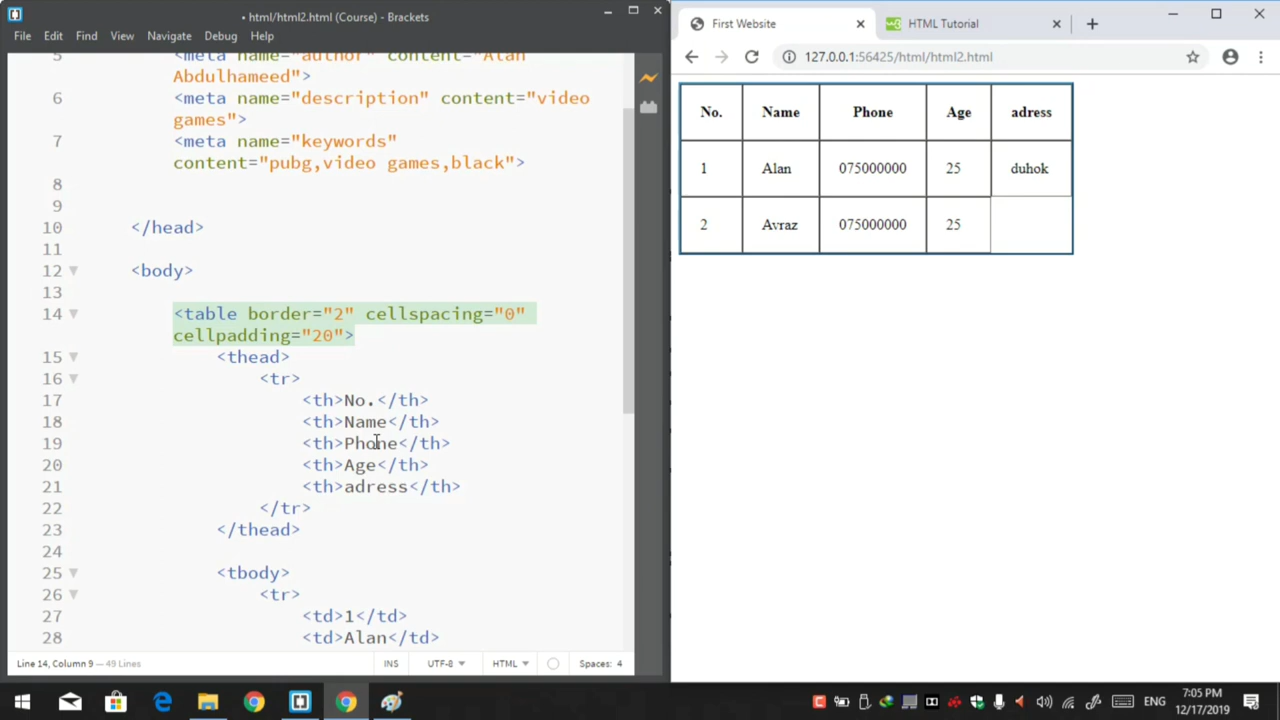 • html/html2.html (Course) - Brackets
File Edit Find View Navigate Debug Help
5 <meta name="author" content="Alan
Abdulhameed">
6 <meta name="description" content="video
games">
7 <meta name="keywords"
content="pubg,video games,black">
8
9
10 </head>
11
12 <body>
13
14 <table border="2" cellspacing="0"
cellpadding="20">
15 <thead>
16 <tr>
17 <th>No.</th>
18 <th>Name</th>
19 <th>Phone</th>
20 <th>Age</th>
21 <th>adress</th>
22 </tr>
23 </thead>
24
25 <tbody>
26 <tr>
27 <td>1</td>
28 <td>Alan</td>
Line 14, Column 9 — 49 Lines INS UTF-8 HTML Spaces: 4
First Website HTML Tutorial
127.0.0.1:56425/html/html2.html
No. Name Phone Age adress
1 Alan 075000000 25 duhok
2 Avraz 075000000 25
ENG 7:05 PM
12/17/2019